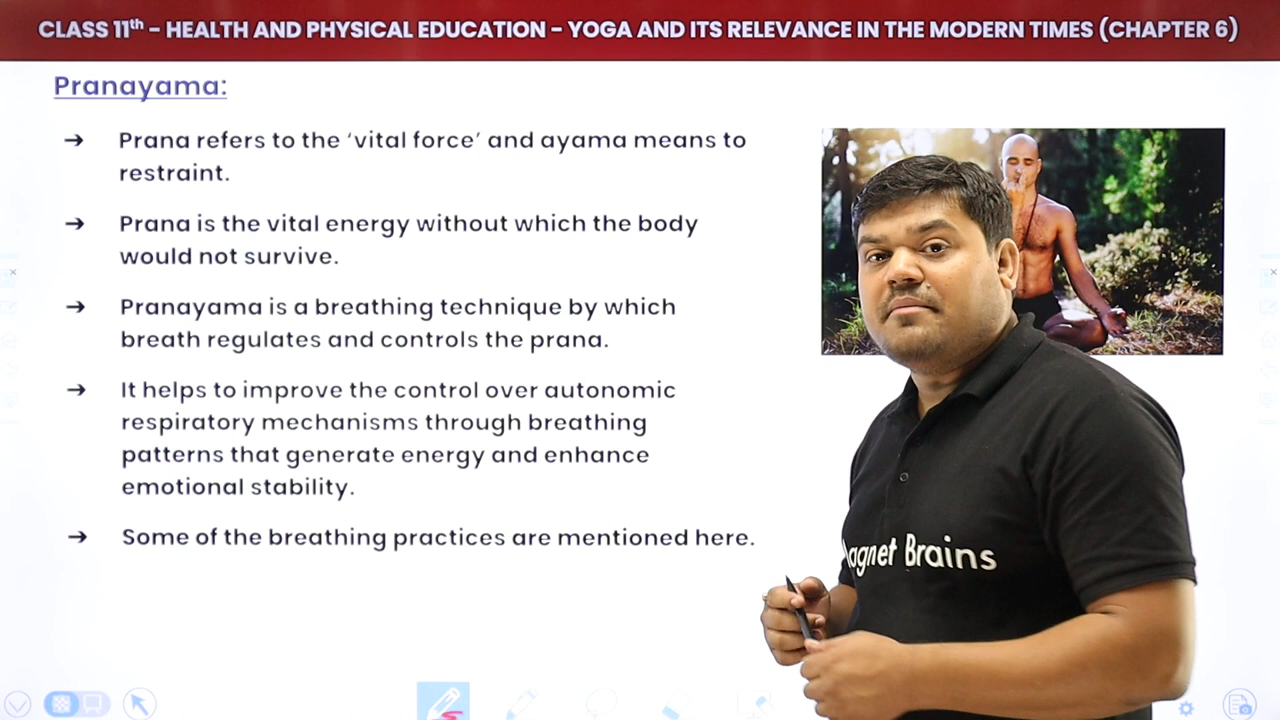 CLASS 11th – HEALTH AND PHYSICAL EDUCATION – YOGA AND ITS RELEVANCE IN THE MODERN TIMES (CHAPTER 6)
Pranayama:
➔ Prana refers to the ‘vital force’ and ayama means to
restraint.
➔ Prana is the vital energy without which the body
would not survive.
➔ Pranayama is a breathing technique by which
breath regulates and controls the prana.
➔ It helps to improve the control over autonomic
respiratory mechanisms through breathing
patterns that generate energy and enhance
emotional stability.
➔ Some of the breathing practices are mentioned here.
agnet Brains